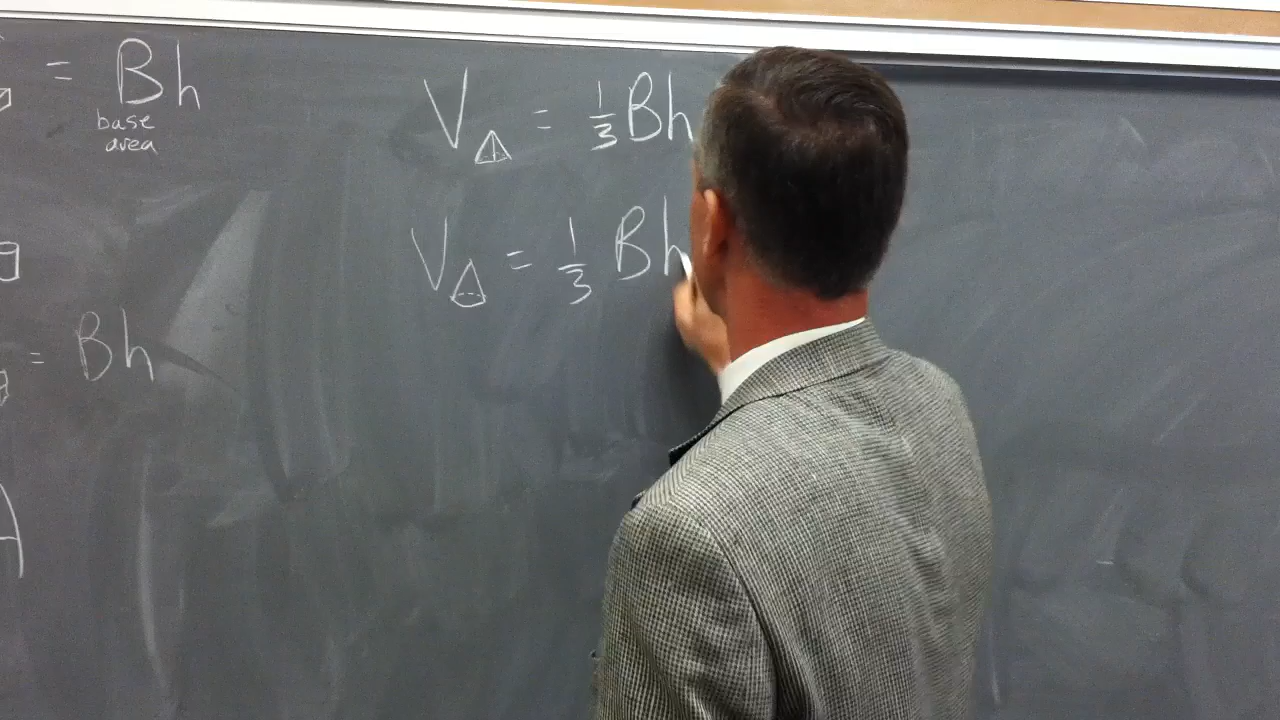 = Bh
base
area
= Bh
V = 1/3 Bh
V = 1/3 Bh